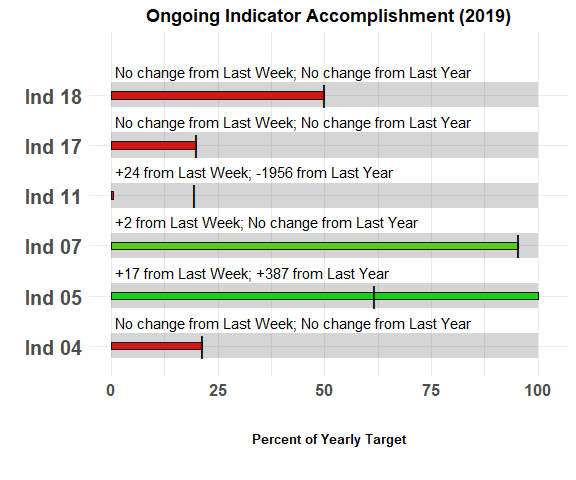 Ongoing Indicator Accomplishment (2019)
No change from Last Week; No change from Last Year
Ind 18
No change from Last Week; No change from Last Year
Ind 17
+24 from Last Week; -1956 from Last Year
Ind 11
+2 from Last Week; No change from Last Year
Ind 07
+17 from Last Week; +387 from Last Year
Ind 05
No change from Last Week; No change from Last Year
Ind 04
0 25 50 75 100
Percent of Yearly Target